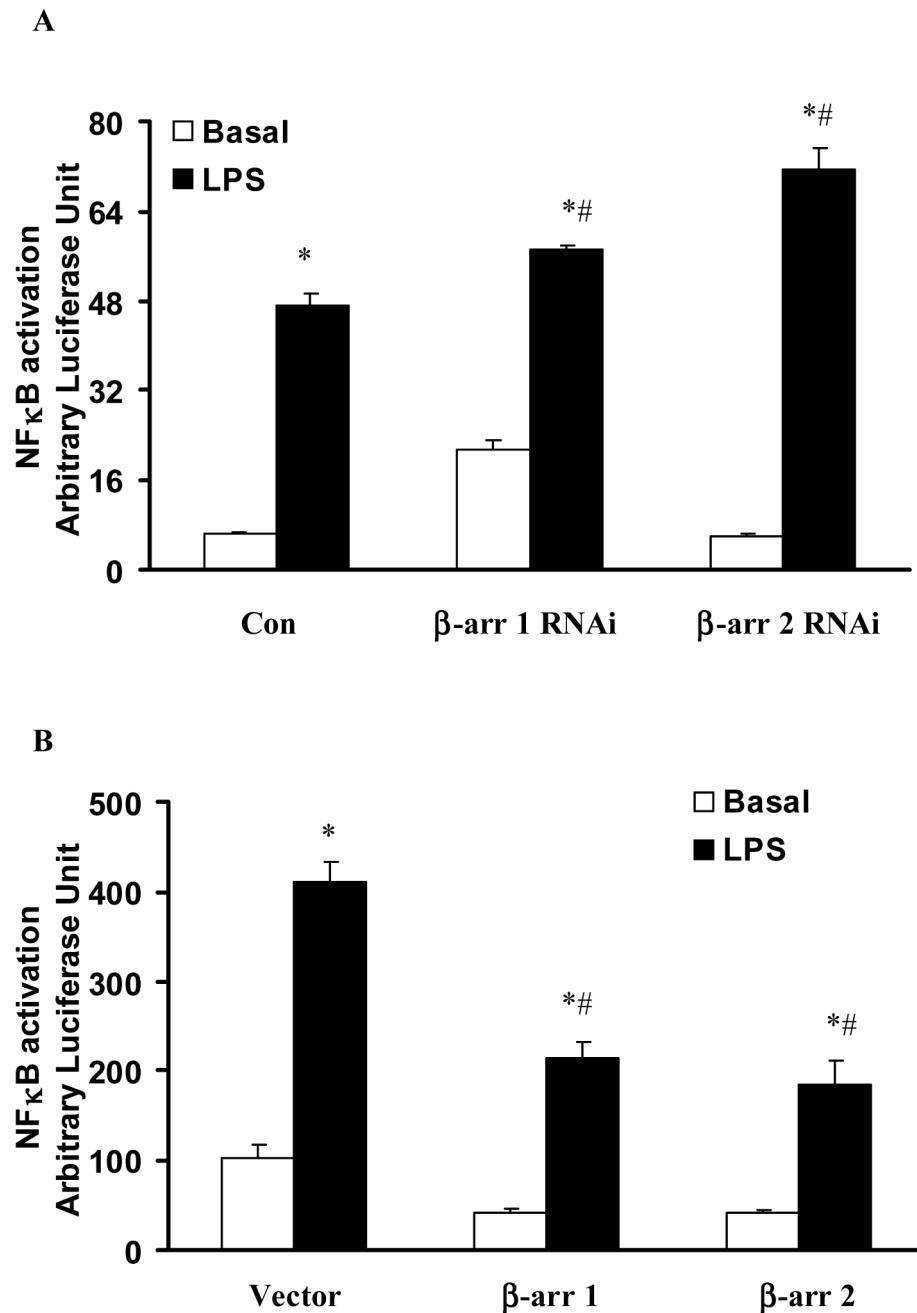 A
Basal
LPS
NFκB activation
Arbitrary Luciferase Unit
80
64
48
32
16
0
*
*#
*#
Con
β-arr 1 RNAi
β-arr 2 RNAi
B
Basal
LPS
NFκB activation
Arbitrary Luciferase Unit
500
400
300
200
100
0
*
*#
*#
Vector
β-arr 1
β-arr 2